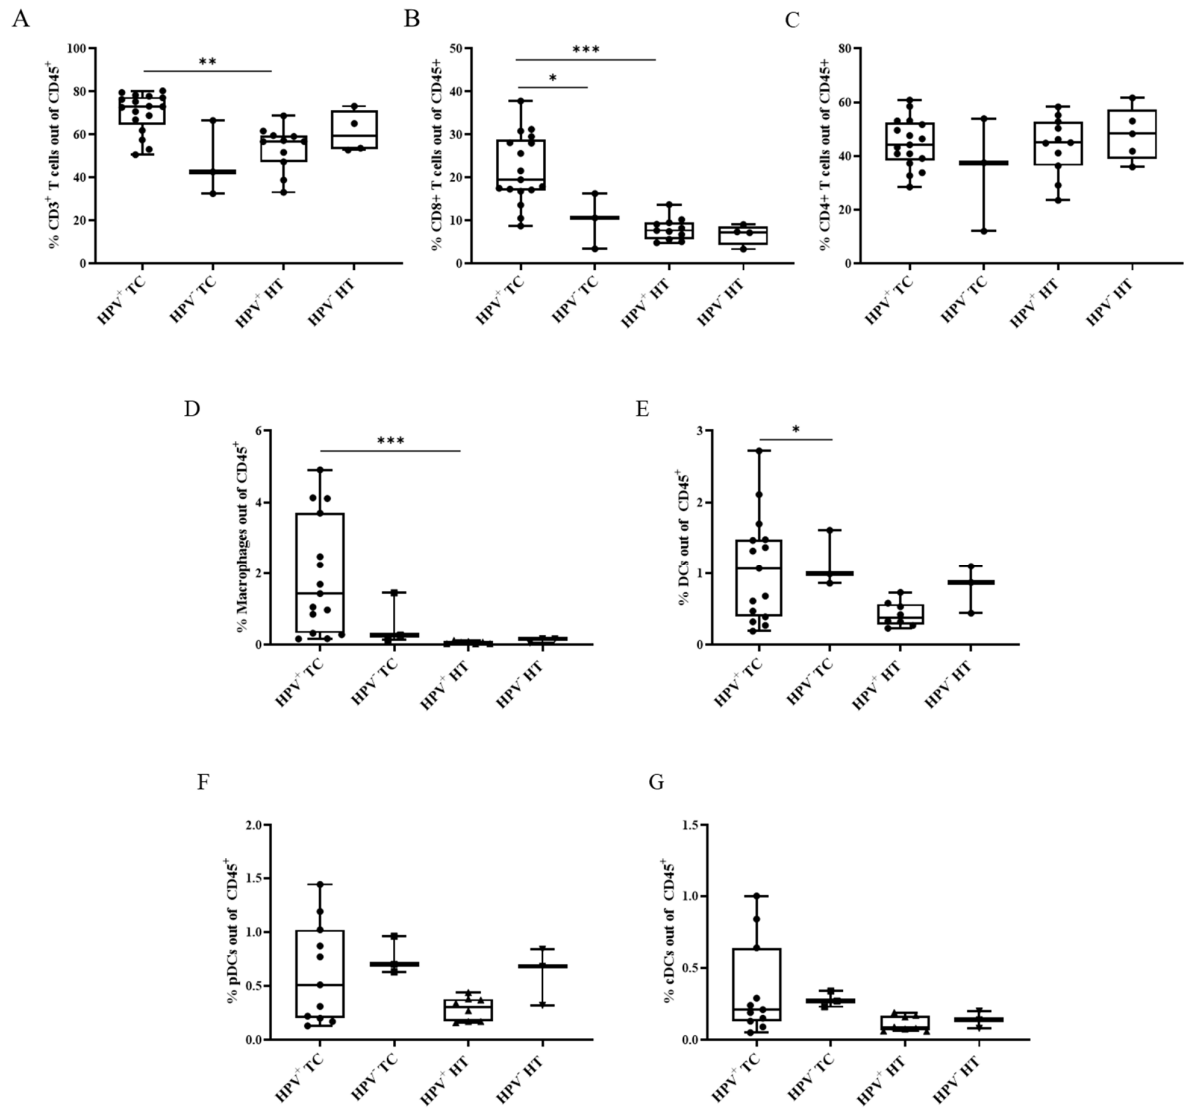 A
% CD3⁺ T cells out of CD45⁺
100
80
60
40
20
0
**
HPV⁺ TC
HPV⁻ TC
HPV⁺ HT
HPV⁻ HT
B
% CD8+ T cells out of CD45+
50
40
30
20
10
0
***
*
HPV⁺ TC
HPV⁻ TC
HPV⁺ HT
HPV⁻ HT
C
% CD4+ T cells out of CD45+
80
60
40
20
0
HPV⁺ TC
HPV⁻ TC
HPV⁺ HT
HPV⁻ HT
D
% Macrophages out of CD45⁺
6
4
2
0
***
HPV⁺ TC
HPV⁻ TC
HPV⁺ HT
HPV⁻ HT
E
% DCs out of CD45⁺
3
2
1
0
*
HPV⁺ TC
HPV⁻ TC
HPV⁺ HT
HPV⁻ HT
F
% pDCs out of CD45⁺
2.0
1.5
1.0
0.5
0.0
HPV⁺ TC
HPV⁻ TC
HPV⁺ HT
HPV⁻ HT
G
% cDCs out of CD45⁺
1.5
1.0
0.5
0.0
HPV⁺ TC
HPV⁻ TC
HPV⁺ HT
HPV⁻ HT